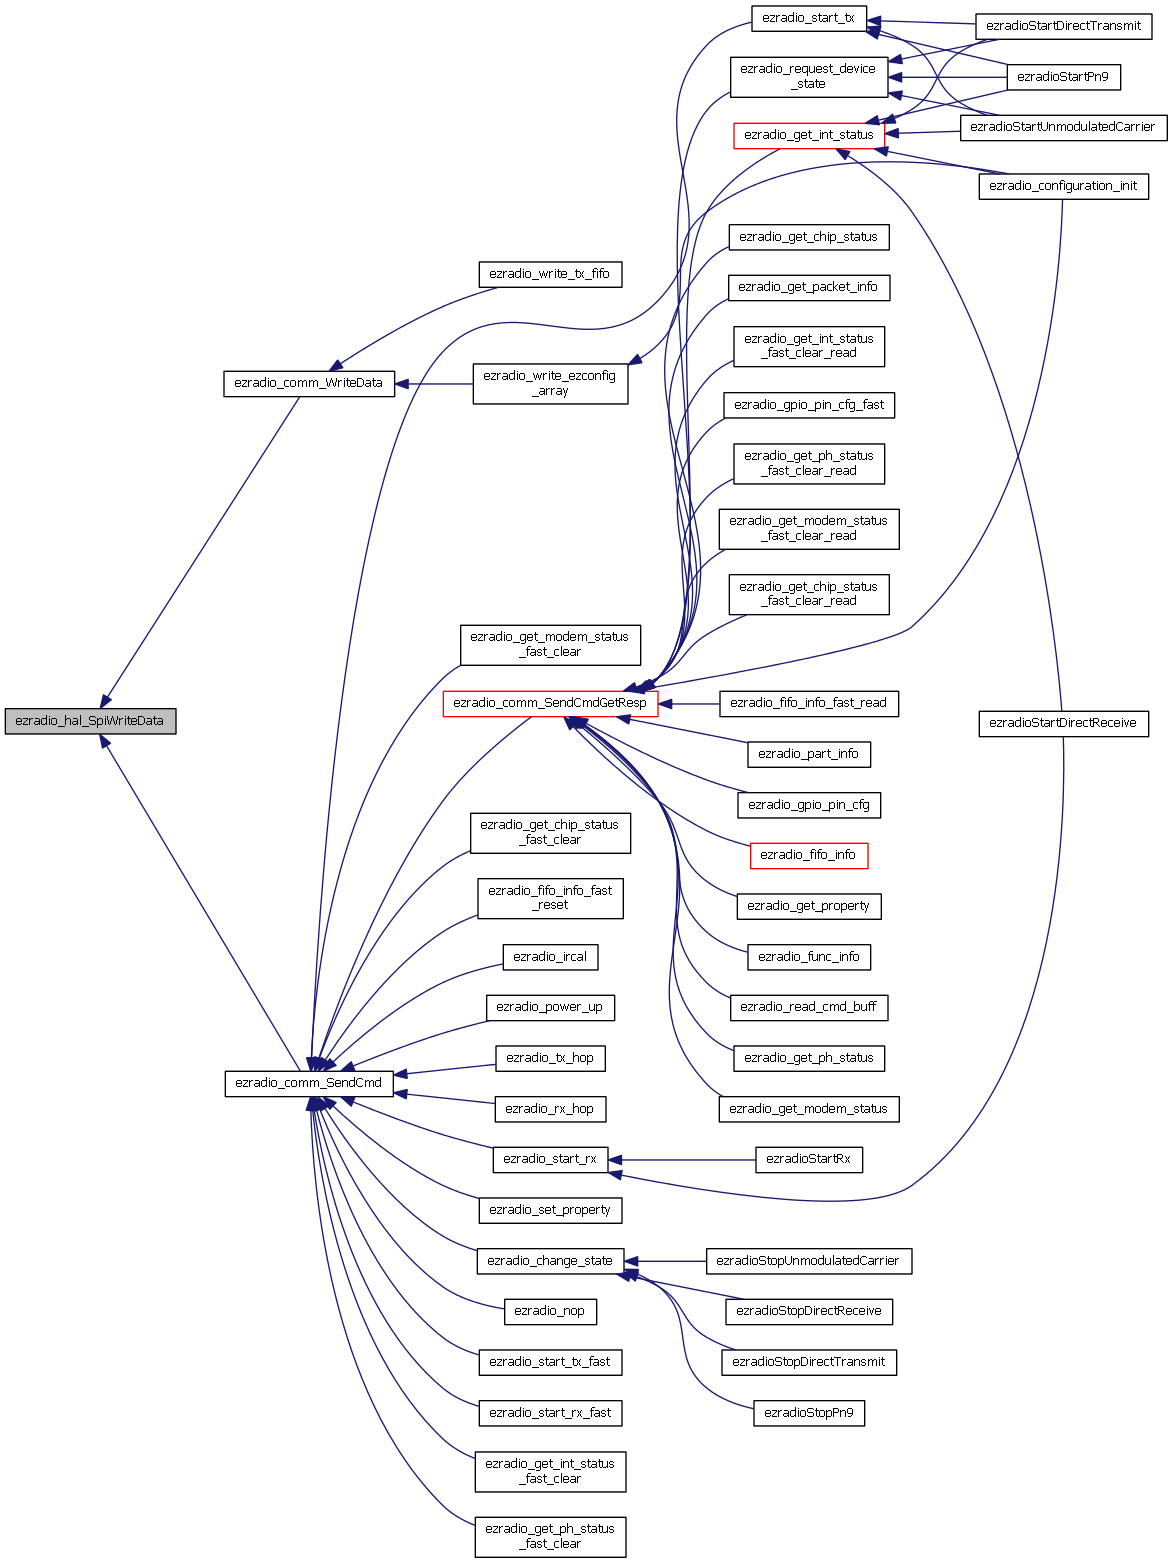 ezradio_start_tx
ezradioStartDirectTransmit
ezradio_request_device
_state
ezradioStartPn9
ezradio_get_int_status
ezradioStartUnmodulatedCarrier
ezradio_configuration_init
ezradio_get_chip_status
ezradio_write_tx_fifo
ezradio_get_packet_info
ezradio_get_int_status
_fast_clear_read
ezradio_comm_WriteData
ezradio_write_ezconfig
_array
ezradio_gpio_pin_cfg_fast
ezradio_get_ph_status
_fast_clear_read
ezradio_get_modem_status
_fast_clear_read
ezradio_get_chip_status
_fast_clear_read
ezradio_get_modem_status
_fast_clear
ezradio_comm_SendCmdGetResp
ezradio_fifo_info_fast_read
ezradio_hal_SpiWriteData
ezradioStartDirectReceive
ezradio_part_info
ezradio_gpio_pin_cfg
ezradio_get_chip_status
_fast_clear
ezradio_fifo_info
ezradio_fifo_info_fast
_reset
ezradio_get_property
ezradio_ircal
ezradio_func_info
ezradio_power_up
ezradio_read_cmd_buff
ezradio_tx_hop
ezradio_get_ph_status
ezradio_comm_SendCmd
ezradio_rx_hop
ezradio_get_modem_status
ezradio_start_rx
ezradioStartRx
ezradio_set_property
ezradio_change_state
ezradioStopUnmodulatedCarrier
ezradio_nop
ezradioStopDirectReceive
ezradio_start_tx_fast
ezradioStopDirectTransmit
ezradio_start_rx_fast
ezradioStopPn9
ezradio_get_int_status
_fast_clear
ezradio_get_ph_status
_fast_clear